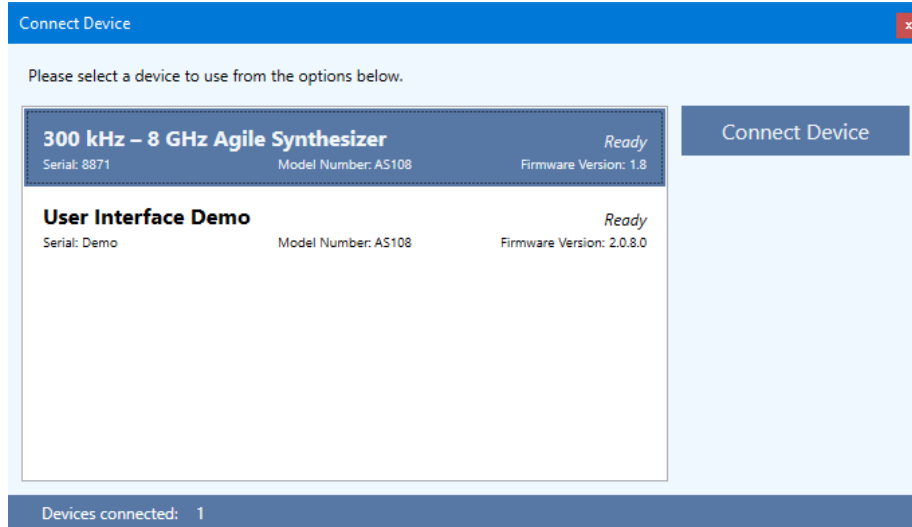 Connect Device
x
Please select a device to use from the options below.
300 kHz – 8 GHz Agile Synthesizer Ready
Serial: 8871 Model Number: AS108 Firmware Version: 1.8
Connect Device
User Interface Demo Ready
Serial: Demo Model Number: AS108 Firmware Version: 2.0.8.0
Devices connected: 1